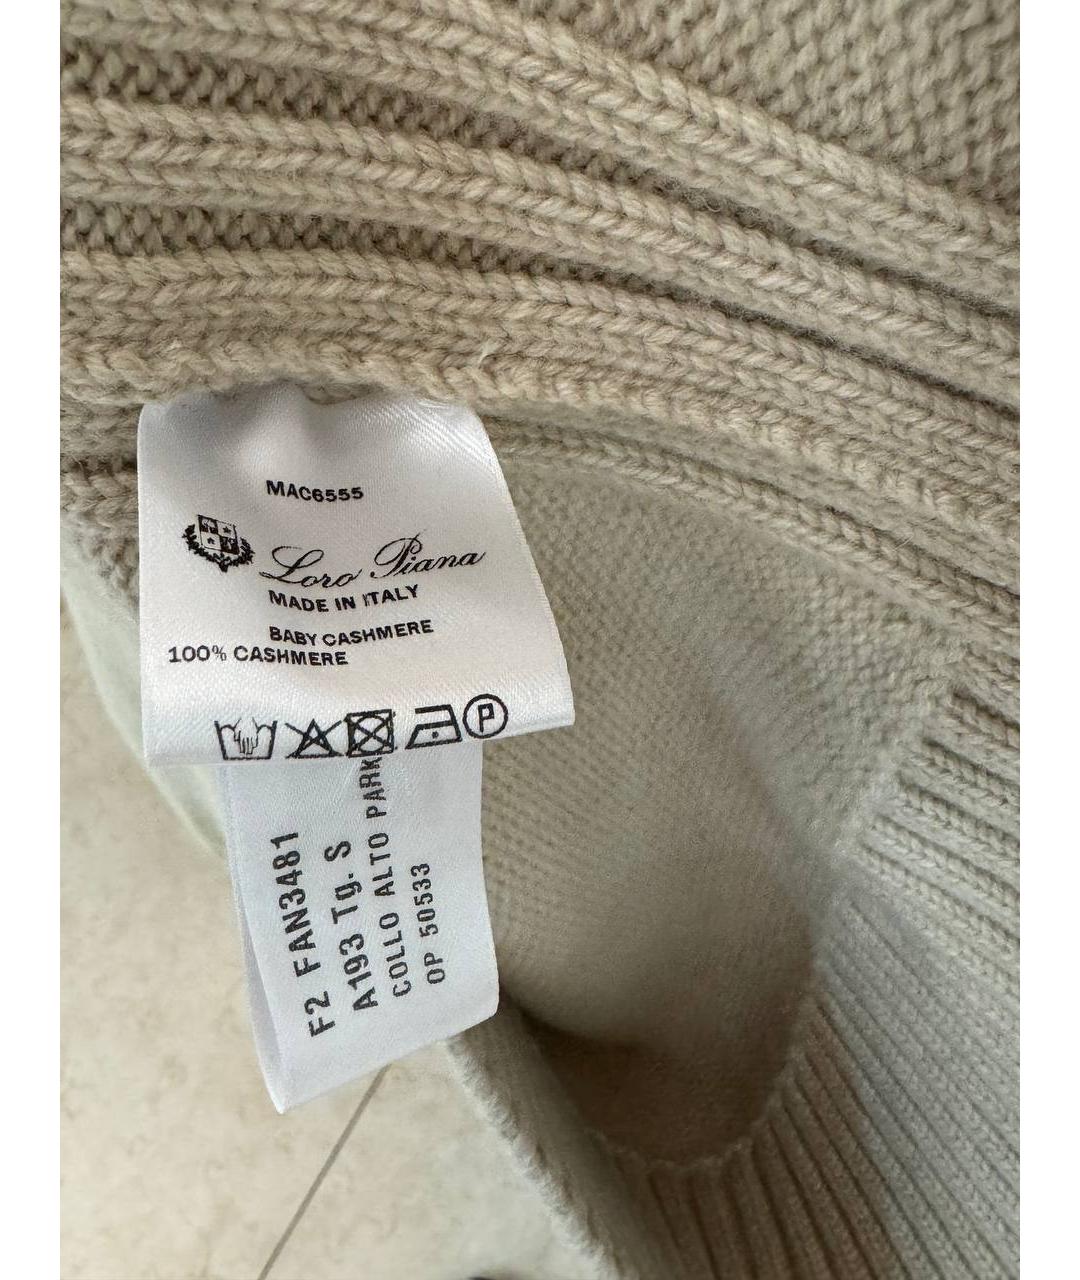 MAC6555
Loro Piana
MADE IN ITALY
BABY CASHMERE
100% CASHMERE
P
F2 FAN3481
A193 Tg. S
COLLO ALTO PARK
OP 50533